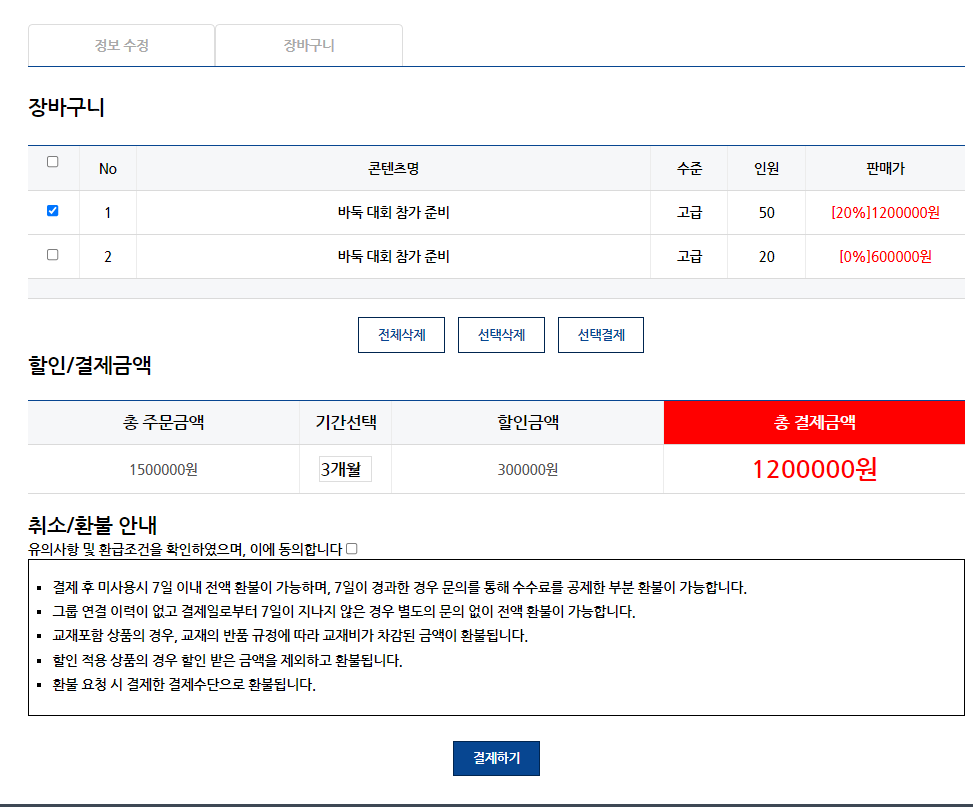 정보 수정 장바구니
장바구니
No 콘텐츠명 수준 인원 판매가
1 바둑 대회 참가 준비 고급 50 [20%]1200000원
2 바둑 대회 참가 준비 고급 20 [0%]600000원
전체삭제 선택삭제 선택결제
할인/결제금액
총 주문금액 기간선택 할인금액 총 결제금액
1500000원 3개월 300000원 1200000원
취소/환불 안내
유의사항 및 환급조건을 확인하였으며, 이에 동의합니다
▪ 결제 후 미사용시 7일 이내 전액 환불이 가능하며, 7일이 경과한 경우 문의를 통해 수수료를 공제한 부분 환불이 가능합니다.
▪ 그룹 연결 이력이 없고 결제일로부터 7일이 지나지 않은 경우 별도의 문의 없이 전액 환불이 가능합니다.
▪ 교재포함 상품의 경우, 교재의 반품 규정에 따라 교재비가 차감된 금액이 환불됩니다.
▪ 할인 적용 상품의 경우 할인 받은 금액을 제외하고 환불됩니다.
▪ 환불 요청 시 결제한 결제수단으로 환불됩니다.
결제하기